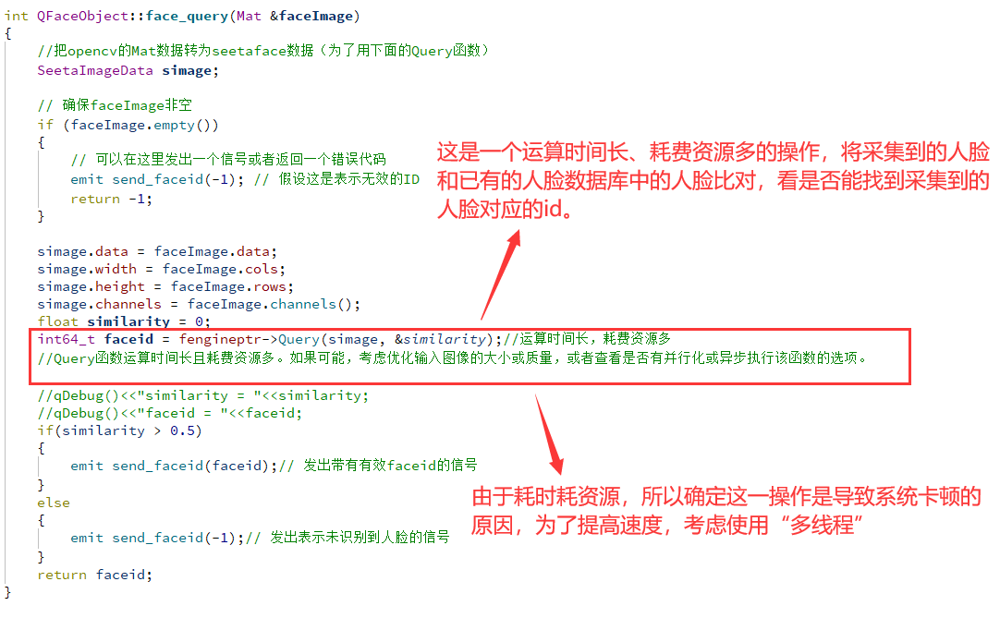 int QFaceObject::face_query(Mat &faceImage)
{
//把opencv的Mat数据转为seetaface数据（为了用下面的Query函数）
SeetaImageData simage;
// 确保faceImage非空
if (faceImage.empty())
{
// 可以在这里发出一个信号或者返回一个错误代码
emit send_faceid(-1); // 假设这是表示无效的ID
return -1;
}
这是一个运算时间长、耗费资源多的操作，将采集到的人脸
和已有的人脸数据库中的人脸比对，看是否能找到采集到的
人脸对应的id。
simage.data = faceImage.data;
simage.width = faceImage.cols;
simage.height = faceImage.rows;
simage.channels = faceImage.channels();
float similarity = 0;
int64_t faceid = fengineptr->Query(simage, &similarity);//运算时间长，耗费资源多
//Query函数运算时间长且耗费资源多。如果可能，考虑优化输入图像的大小或质量，或者查看是否有并行化或异步执行该函数的选项。
//qDebug()<<"similarity = "<<similarity;
//qDebug()<<"faceid = "<<faceid;
if(similarity > 0.5)
{
emit send_faceid(faceid);// 发出带有有效faceid的信号
}
else
{
emit send_faceid(-1);// 发出表示未识别到人脸的信号
}
return faceid;
}
由于耗时耗资源，所以确定这一操作是导致系统卡顿的
原因，为了提高速度，考虑使用“多线程”